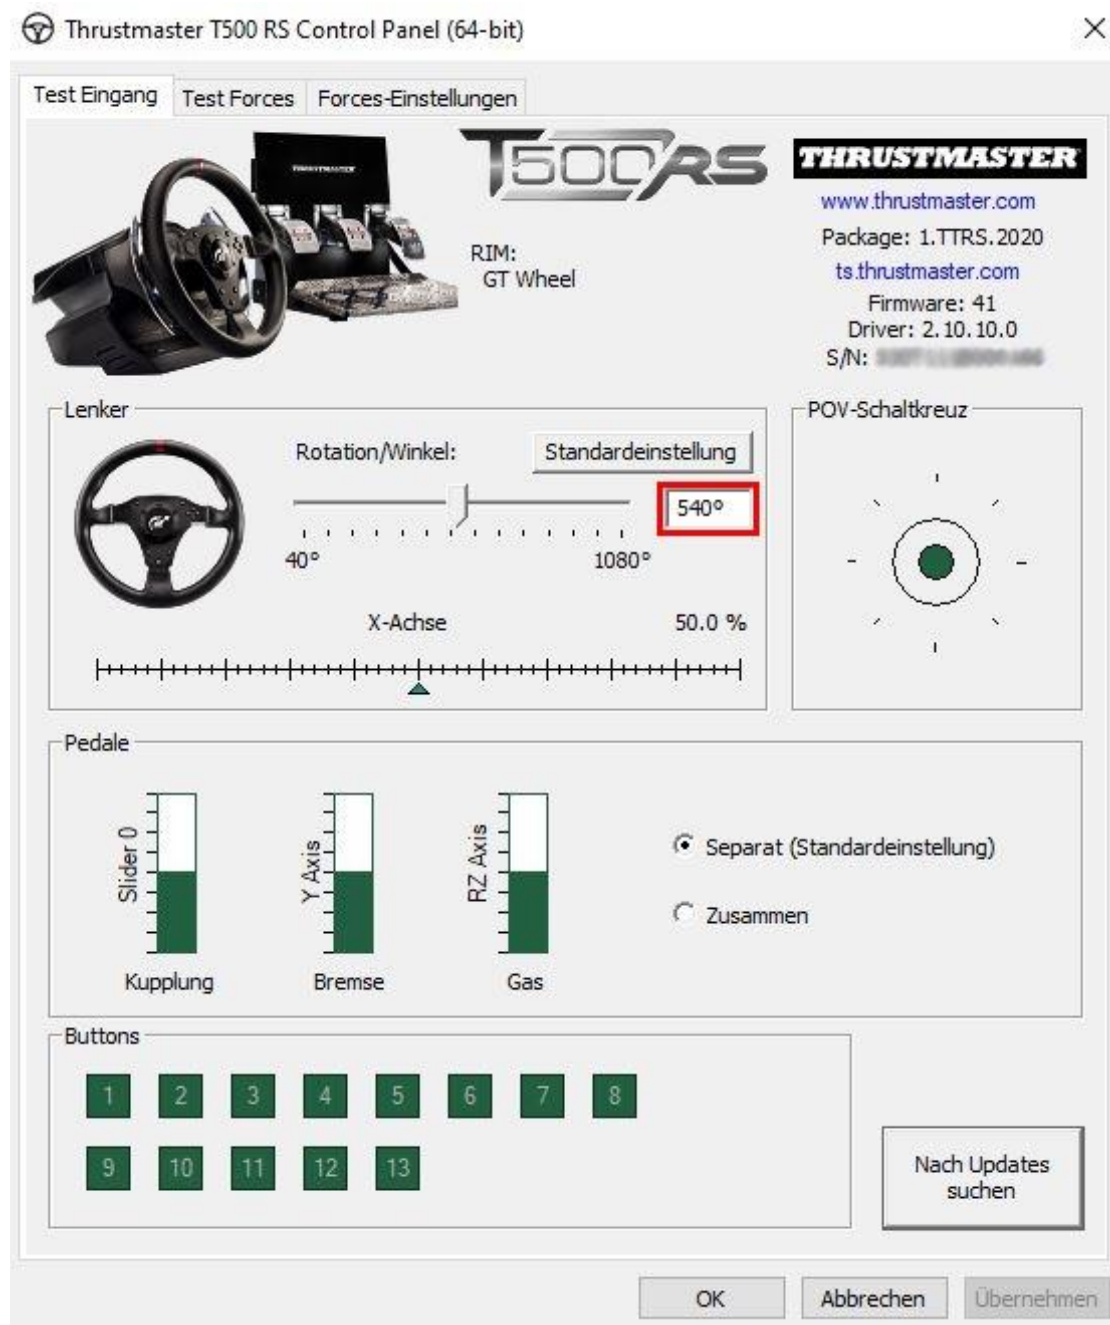 Thrustmaster T500 RS Control Panel (64-bit)
Test Eingang
Test Forces
Forces-Einstellungen
THRUSTMASTER
T500RS
RIM:
GT Wheel
THRUSTMASTER
www.thrustmaster.com
Package: 1.TTRS.2020
ts.thrustmaster.com
Firmware: 41
Driver: 2.10.10.0
S/N:
Lenker
Rotation/Winkel:
Standardeinstellung
540°
40°
1080°
X-Achse
50.0 %
POV-Schaltkreuz
Pedale
Slider 0
Kupplung
Y Axis
Bremse
RZ Axis
Gas
Separat (Standardeinstellung)
Zusammen
Buttons
1 2 3 4 5 6 7 8
9 10 11 12 13
Nach Updates
suchen
OK
Abbrechen
Übernehmen